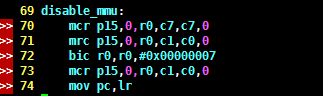 69 disable_mmu:
>> 70 mcr p15,0,r0,c7,c7,0
>> 71 mrc p15,0,r0,c1,c0,0
>> 72 bic r0,r0,#0x00000007
>> 73 mcr p15,0,r0,c1,c0,0
>> 74 mov pc,lr